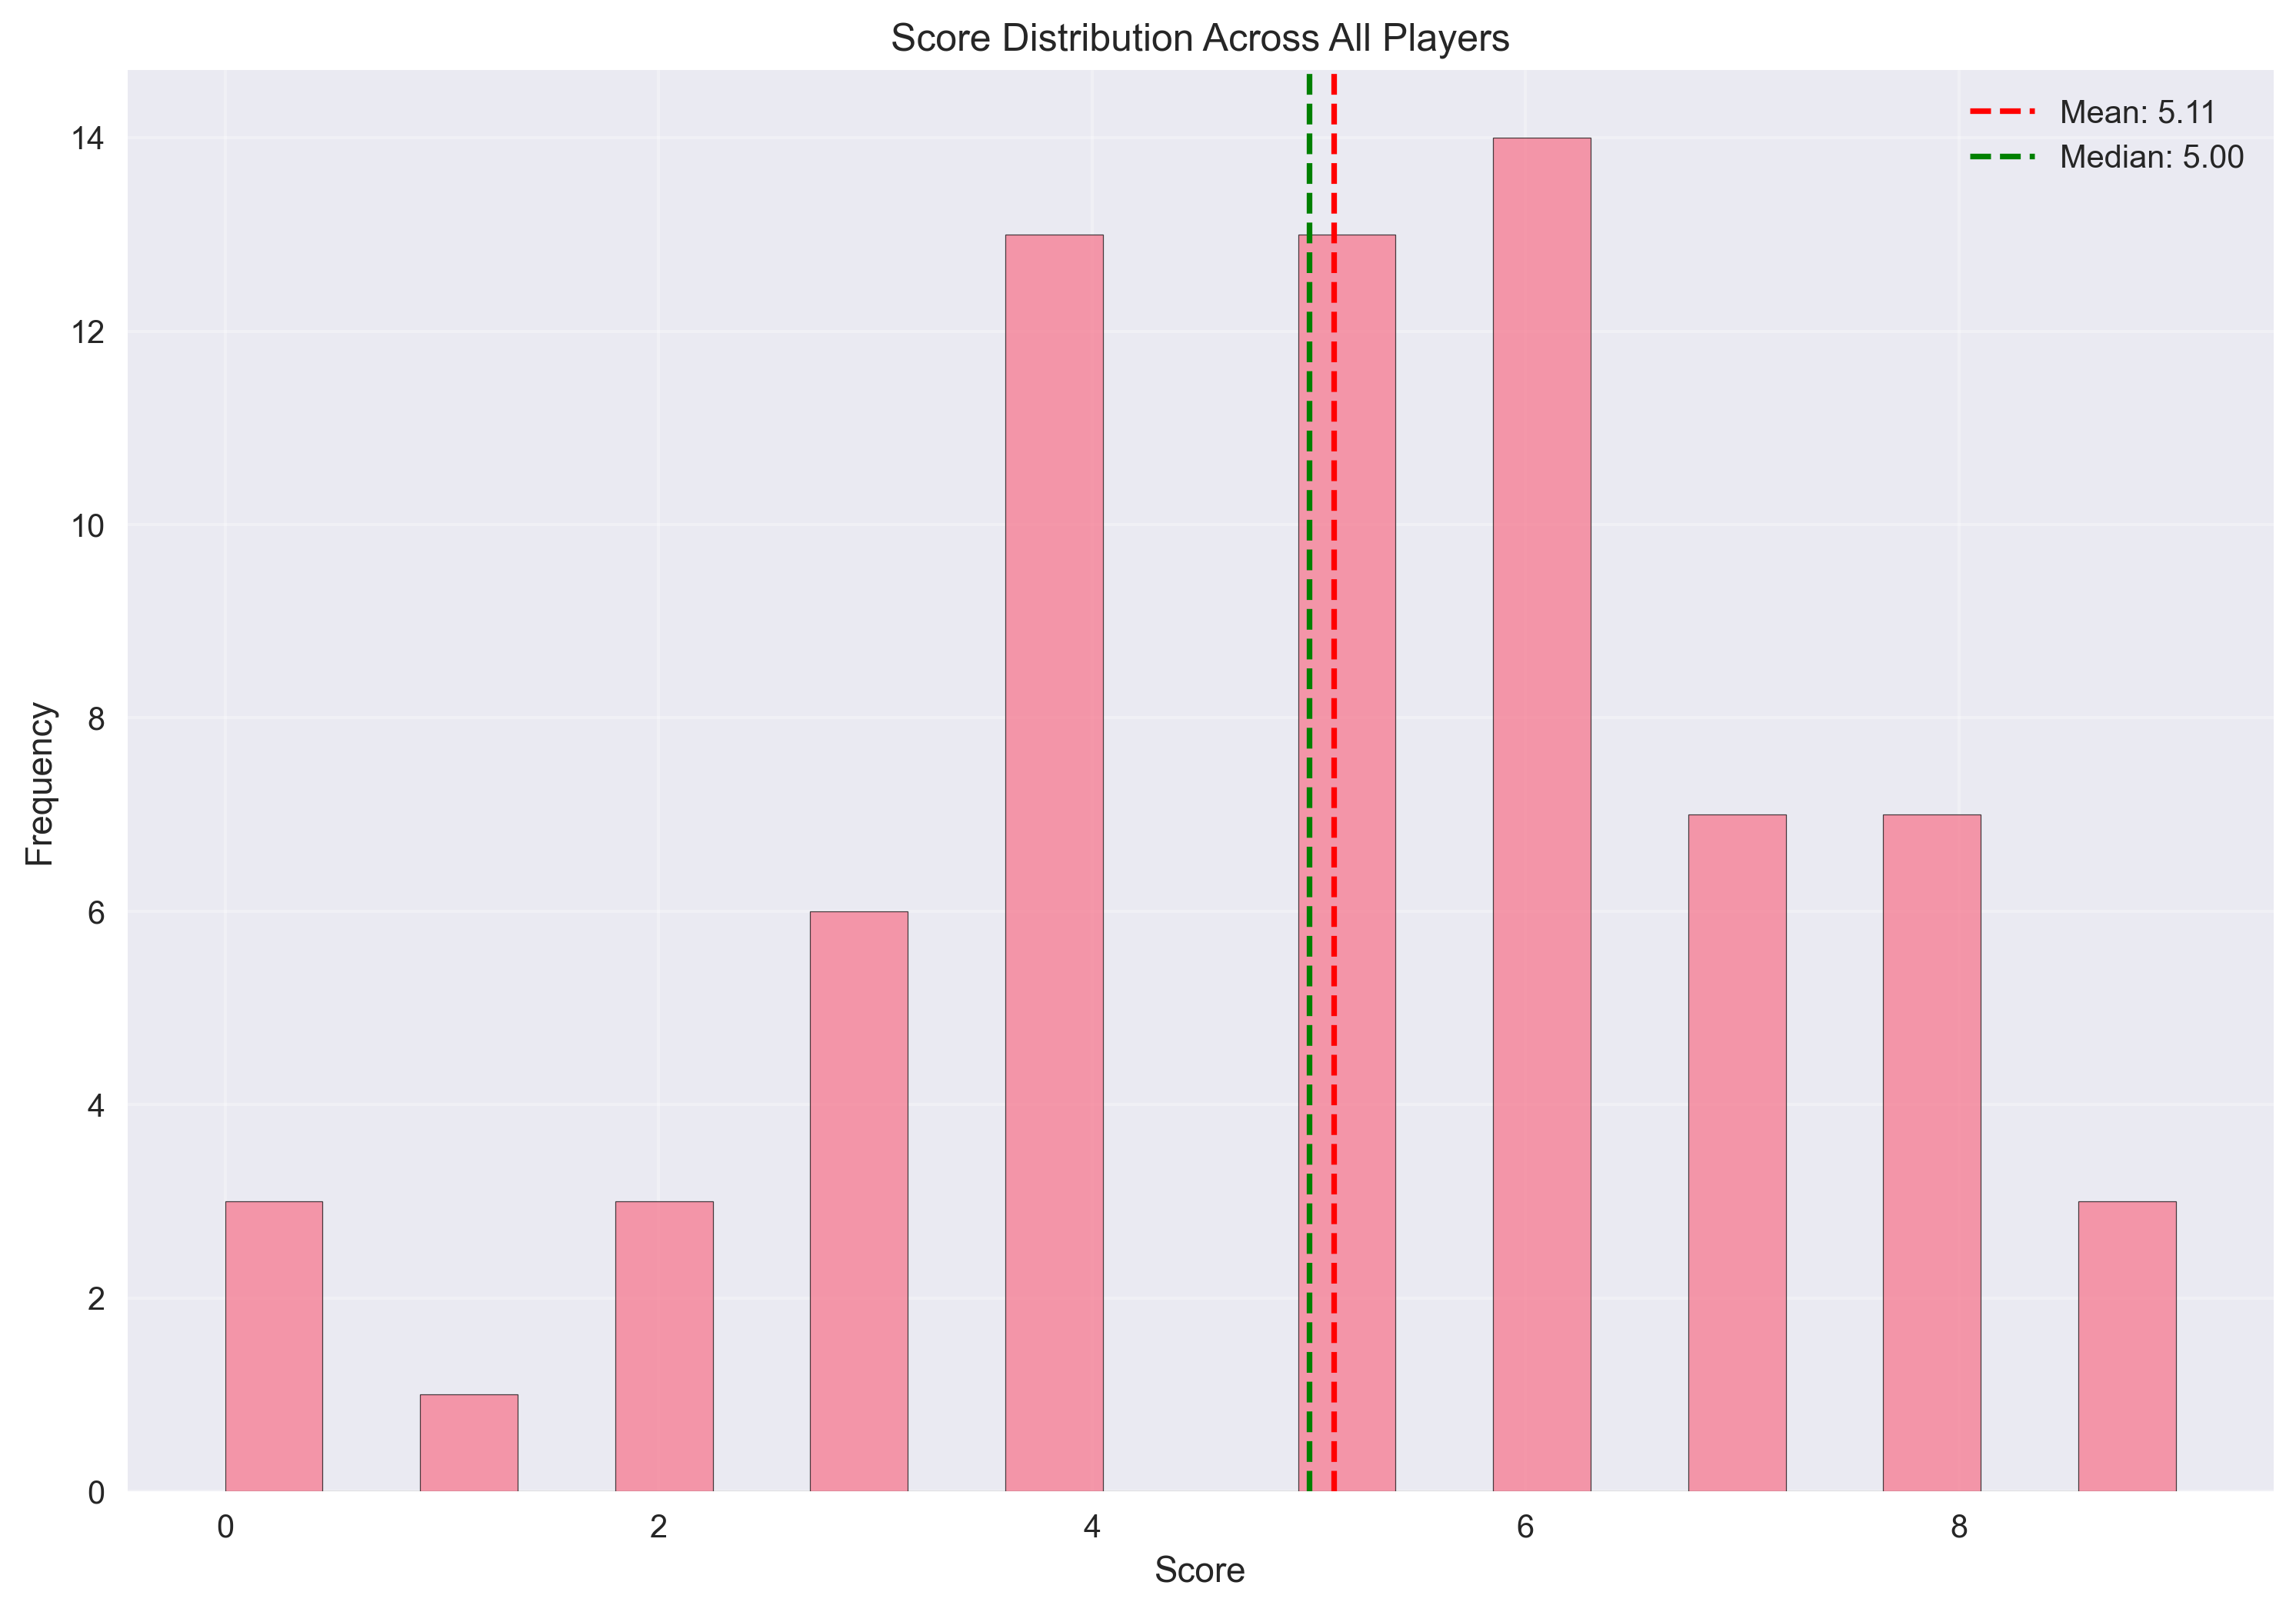 Score Distribution Across All Players
Mean: 5.11
Median: 5.00
14
12
10
8
6
4
2
0
Frequency
0 2 4 6 8
Score